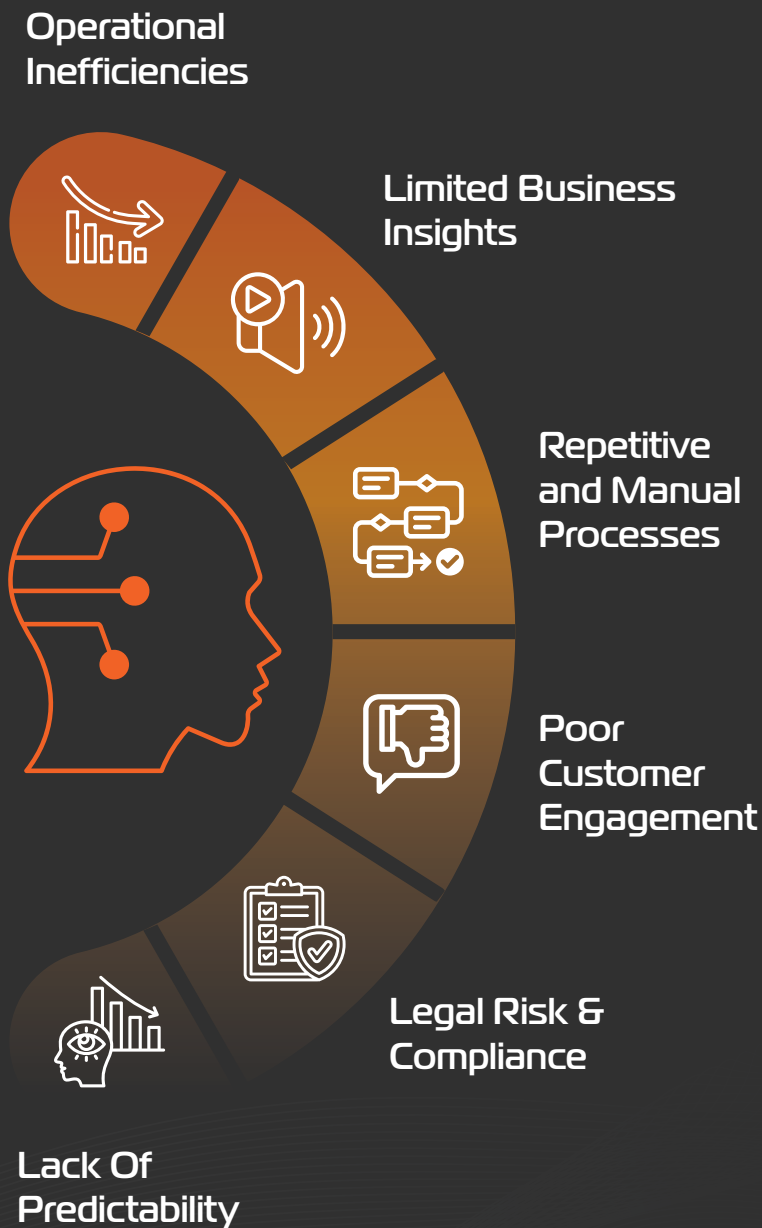 Operational
Inefficiencies
Limited Business
Insights
Repetitive
and Manual
Processes
Poor
Customer
Engagement
Legal Risk &
Compliance
Lack Of
Predictability